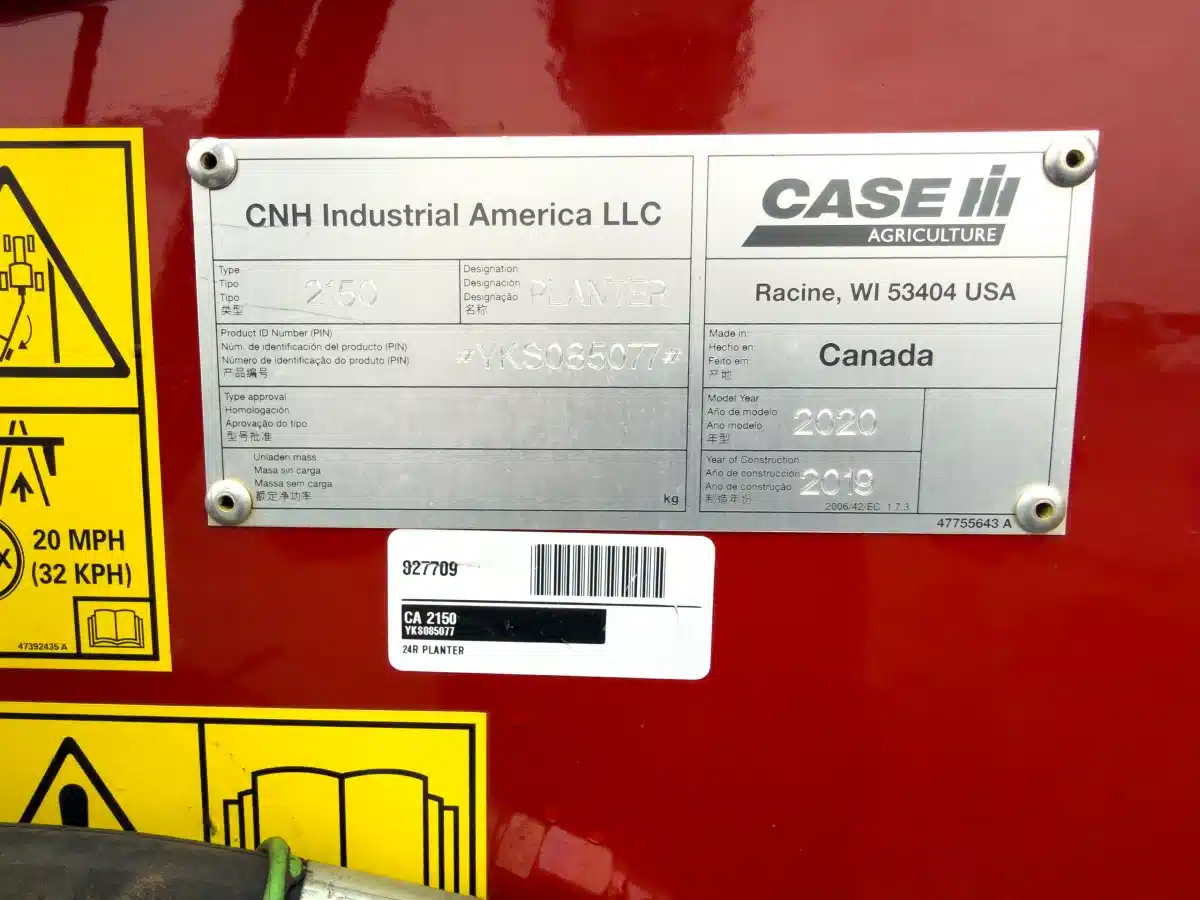 CNH Industrial America LLC
Type
Tipo
Tipo
类型
2150
Designation
Designación
Designação
名称
PLANTER
Product ID Number (PIN)
Núm. de identificación del producto (PIN)
Número de identificação do produto (PIN)
产品编号
#YKS085077#
Type approval
Homologación
Aprovação do tipo
型号批准
Unladen mass
Masa sin carga
Massa sem carga
额定净功率
kg
CASE IH
AGRICULTURE
Racine, WI 53404 USA
Made in:
Hecho en:
Feito em:
产地
Canada
Model Year
Año de modelo
Ano modelo
年型
2020
Year of Construction
Año de construcción
Ano de construção
制造年份
2019
2006/42/EC 1.7.3
47755643 A
20 MPH
(32 KPH)
47392435 A
927709
CA 2150
YKS085077
24R PLANTER